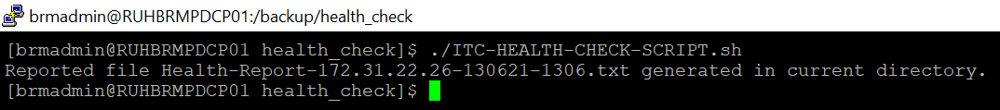 brmadmin@RUHBRMPDCP01:/backup/health_check
[brmadmin@RUHBRMPDCP01 health_check]$ ./ITC-HEALTH-CHECK-SCRIPT.sh
Reported file Health-Report-172.31.22.26-130621-1306.txt generated in current directory.
[brmadmin@RUHBRMPDCP01 health_check]$